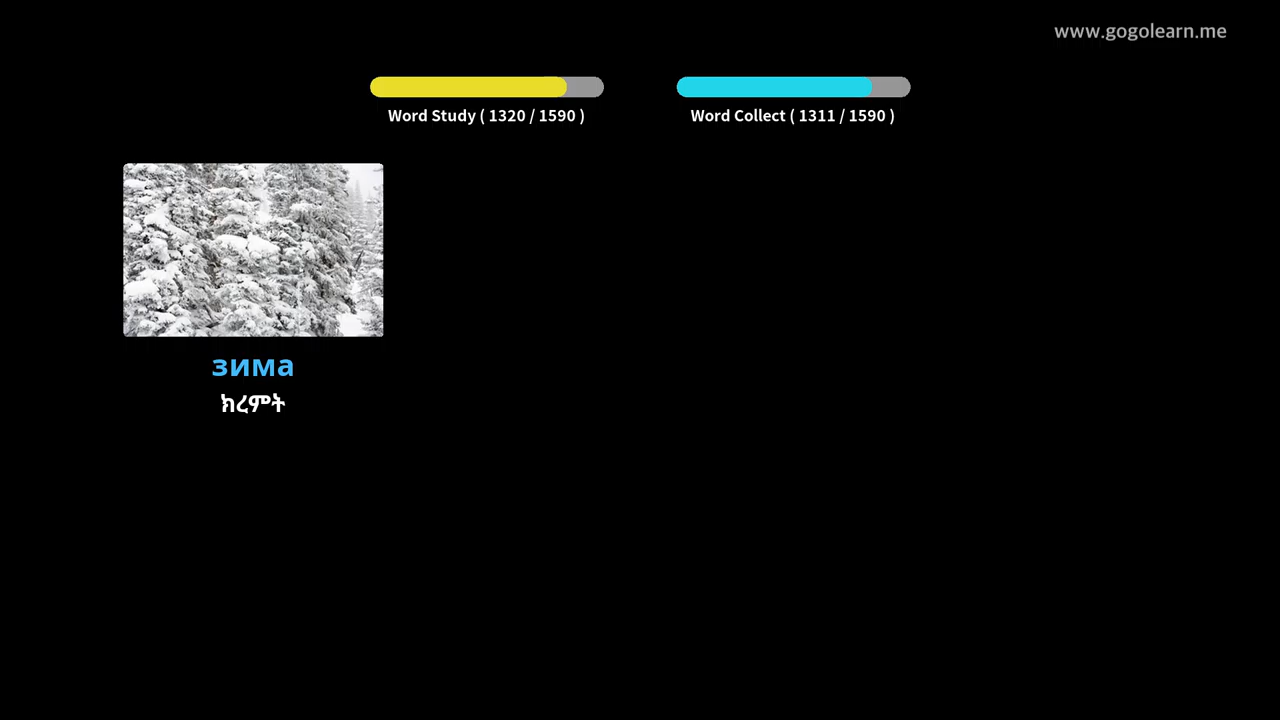 www.gogolearn.me
Word Study ( 1320 / 1590 )
Word Collect ( 1311 / 1590 )
зима
ክረምት